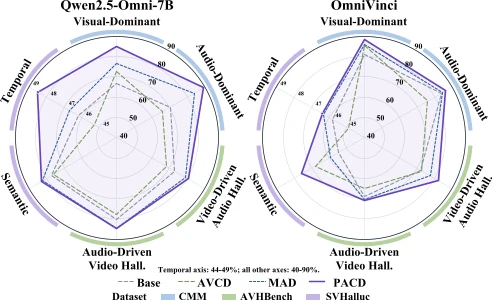 Qwen2.5-Omni-7B
OmniVinci
Visual-Dominant
Visual-Dominant
90
80
70
60
50
40
49
48
47
46
45
Temporal
Audio-Dominant
Semantic
Video-Driven
Audio Hall.
Audio-Driven
Video Hall.
90
80
70
60
50
40
49
48
47
46
45
Temporal
Audio-Dominant
Semantic
Video-Driven
Audio Hall.
Audio-Driven
Video Hall.
Temporal axis: 44-49%; all other axes: 40-90%.
Base AVCD MAD PACD
Dataset CMM AVHBench SVHalluc